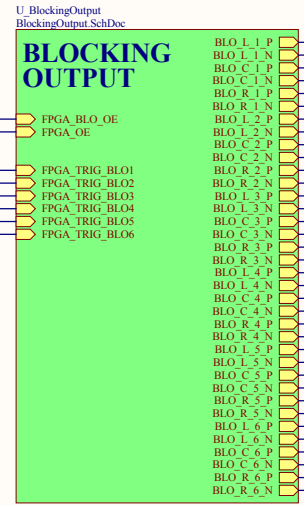 U_BlockingOutput
BlockingOutput.SchDoc
BLOCKING
OUTPUT
FPGA_BLO_OE
FPGA_OE
FPGA_TRIG_BLO1
FPGA_TRIG_BLO2
FPGA_TRIG_BLO3
FPGA_TRIG_BLO4
FPGA_TRIG_BLO5
FPGA_TRIG_BLO6
BLO_L_1_P
BLO_L_1_N
BLO_C_1_P
BLO_C_1_N
BLO_R_1_P
BLO_R_1_N
BLO_L_2_P
BLO_L_2_N
BLO_C_2_P
BLO_C_2_N
BLO_R_2_P
BLO_R_2_N
BLO_L_3_P
BLO_L_3_N
BLO_C_3_P
BLO_C_3_N
BLO_R_3_P
BLO_R_3_N
BLO_L_4_P
BLO_L_4_N
BLO_C_4_P
BLO_C_4_N
BLO_R_4_P
BLO_R_4_N
BLO_L_5_P
BLO_L_5_N
BLO_C_5_P
BLO_C_5_N
BLO_R_5_P
BLO_R_5_N
BLO_L_6_P
BLO_L_6_N
BLO_C_6_P
BLO_C_6_N
BLO_R_6_P
BLO_R_6_N